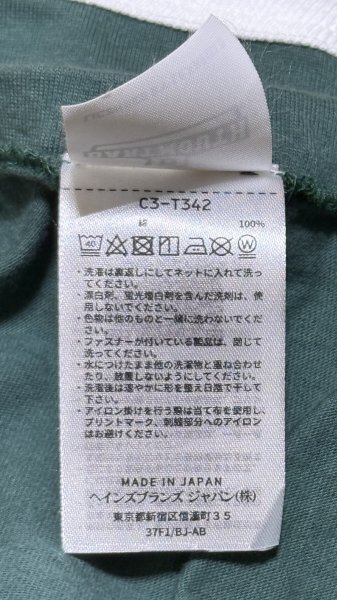 C3-T342
綿 100%
40
・洗濯は裏返しにしてネットに入れて洗っ
てください。
・漂白剤、蛍光増白剤を含んだ洗剤は、使
用しないでください。
・色物は他のものと一緒に洗わないでくだ
さい。
・ファスナーが付いている製品は、閉じて
洗ってください。
・水につけたまま他の洗濯物と重ね合わせ
たり、放置しないようにしてください。
・洗濯後は速やかに形を整え日蔭で干して
下さい。
・アイロン掛けを行う際は当て布を使用し、
プリントマーク、刺繍部分へのアイロン
はお避けください。
MADE IN JAPAN
ヘインズブランズ ジャパン(株)
東京都新宿区信濃町35
37F1/BJ-AB